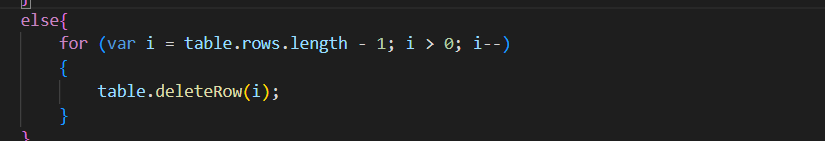 }
else{
for (var i = table.rows.length - 1; i > 0; i--)
{
table.deleteRow(i);
}
}